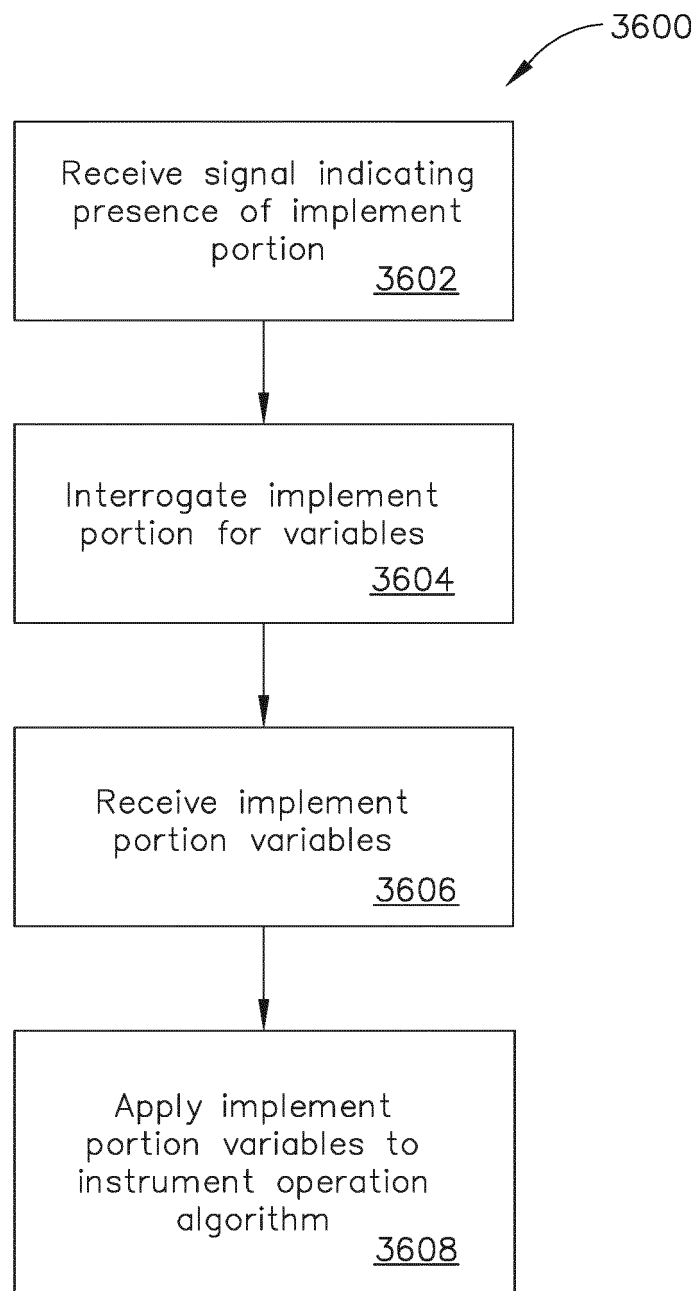 3600
Receive signal indicating
presence of implement
portion
3602
Interrogate implement
portion for variables
3604
Receive implement
portion variables
3606
Apply implement
portion variables to
instrument operation
algorithm
3608